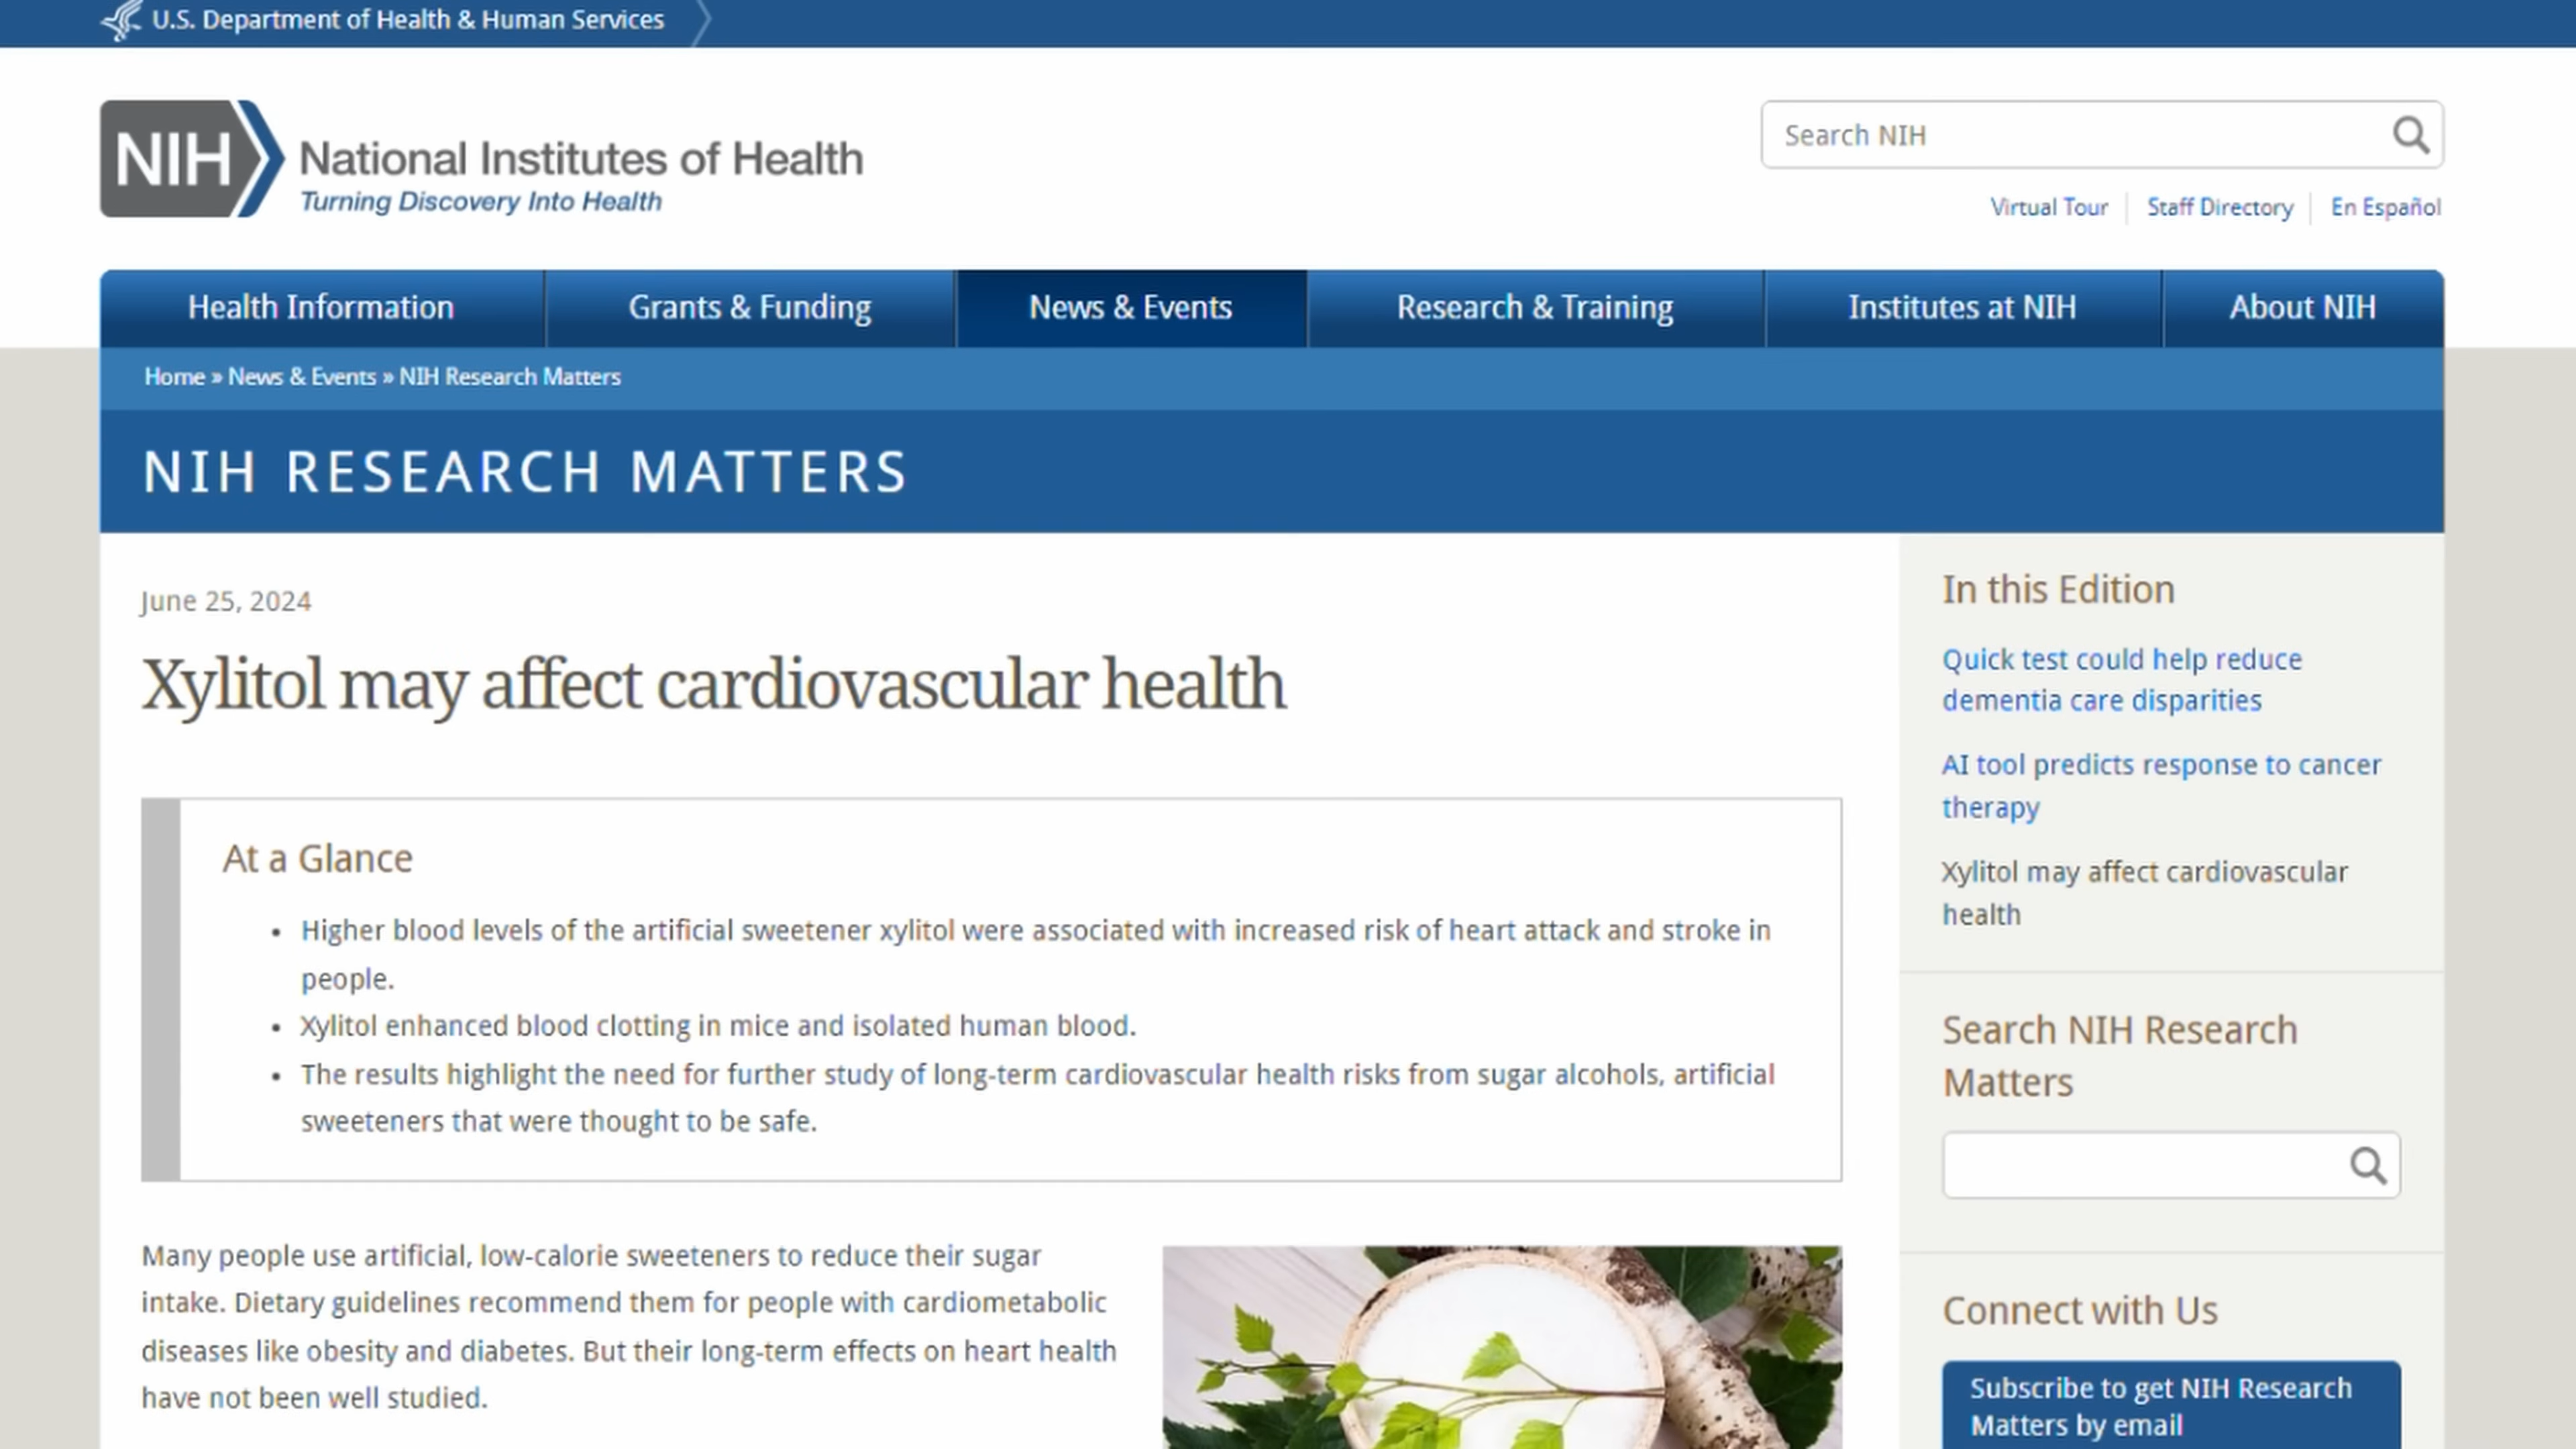 U.S. Department of Health & Human Services
NIH
National Institutes of Health
Turning Discovery Into Health
Search NIH
Virtual Tour
Staff Directory
En Español
Health Information
Grants & Funding
News & Events
Research & Training
Institutes at NIH
About NIH
Home » News & Events » NIH Research Matters
NIH RESEARCH MATTERS
June 25, 2024
Xylitol may affect cardiovascular health
At a Glance
• Higher blood levels of the artificial sweetener xylitol were associated with increased risk of heart attack and stroke in
people.
• Xylitol enhanced blood clotting in mice and isolated human blood.
• The results highlight the need for further study of long-term cardiovascular health risks from sugar alcohols, artificial
sweeteners that were thought to be safe.
Many people use artificial, low-calorie sweeteners to reduce their sugar
intake. Dietary guidelines recommend them for people with cardiometabolic
diseases like obesity and diabetes. But their long-term effects on heart health
have not been well studied.
In this Edition
Quick test could help reduce
dementia care disparities
AI tool predicts response to cancer
therapy
Xylitol may affect cardiovascular
health
Search NIH Research
Matters
Connect with Us
Subscribe to get NIH Research
Matters by email